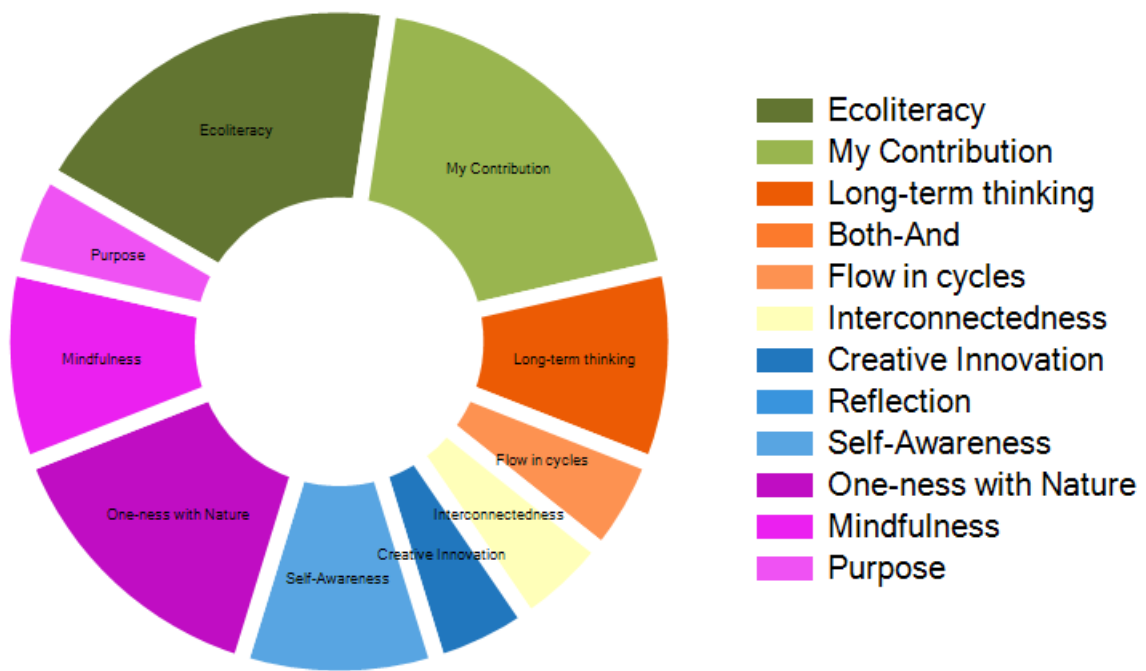 Ecoliteracy
My Contribution
Purpose
Mindfulness
Long-term thinking
Flow in cycles
One-ness with Nature
Interconnectedness
Creative Innovation
Self-Awareness
Ecoliteracy
My Contribution
Long-term thinking
Both-And
Flow in cycles
Interconnectedness
Creative Innovation
Reflection
Self-Awareness
One-ness with Nature
Mindfulness
Purpose